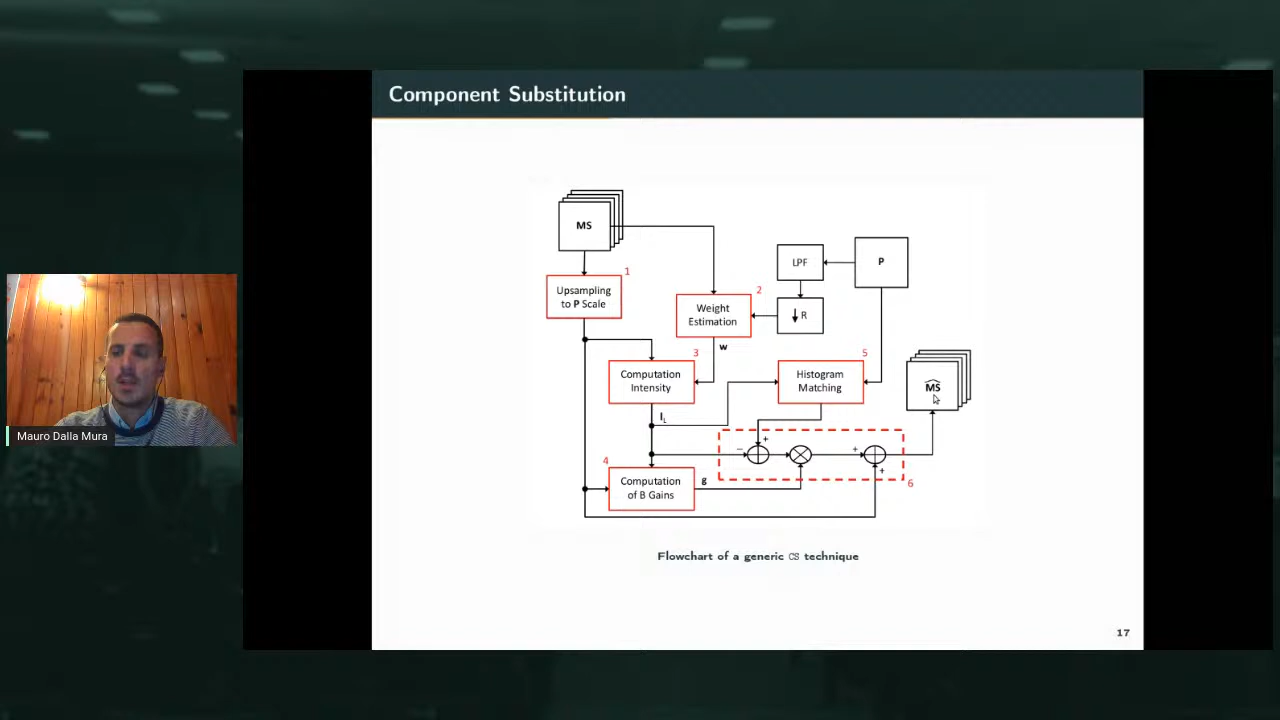 Component Substitution
MS
1
Upsampling
to P Scale
LPF
P
2
Weight
Estimation
↓ R
w
3
Computation
Intensity
5
Histogram
Matching
M̂S
I_L
+
−
+
+
4
Computation
of B Gains
g
6
Flowchart of a generic CS technique
17
Mauro Dalla Mura